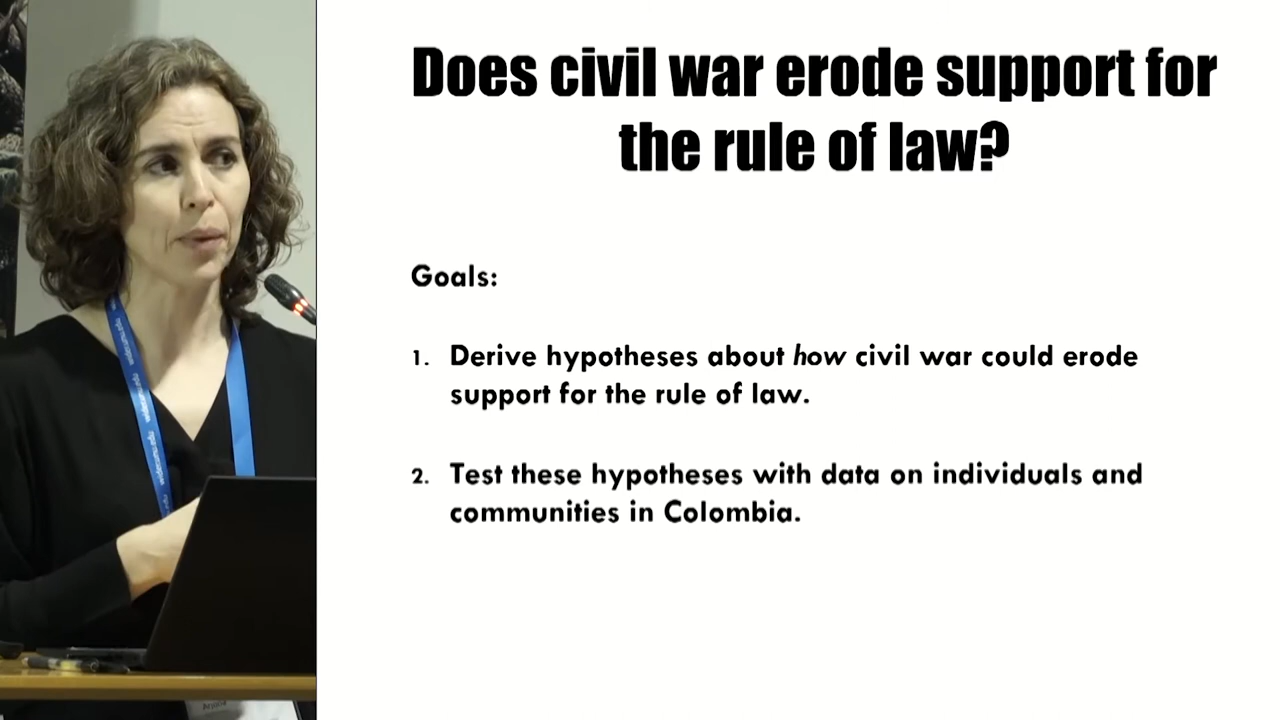 Does civil war erode support for
the rule of law?
Goals:
1. Derive hypotheses about how civil war could erode
support for the rule of law.
2. Test these hypotheses with data on individuals and
communities in Colombia.